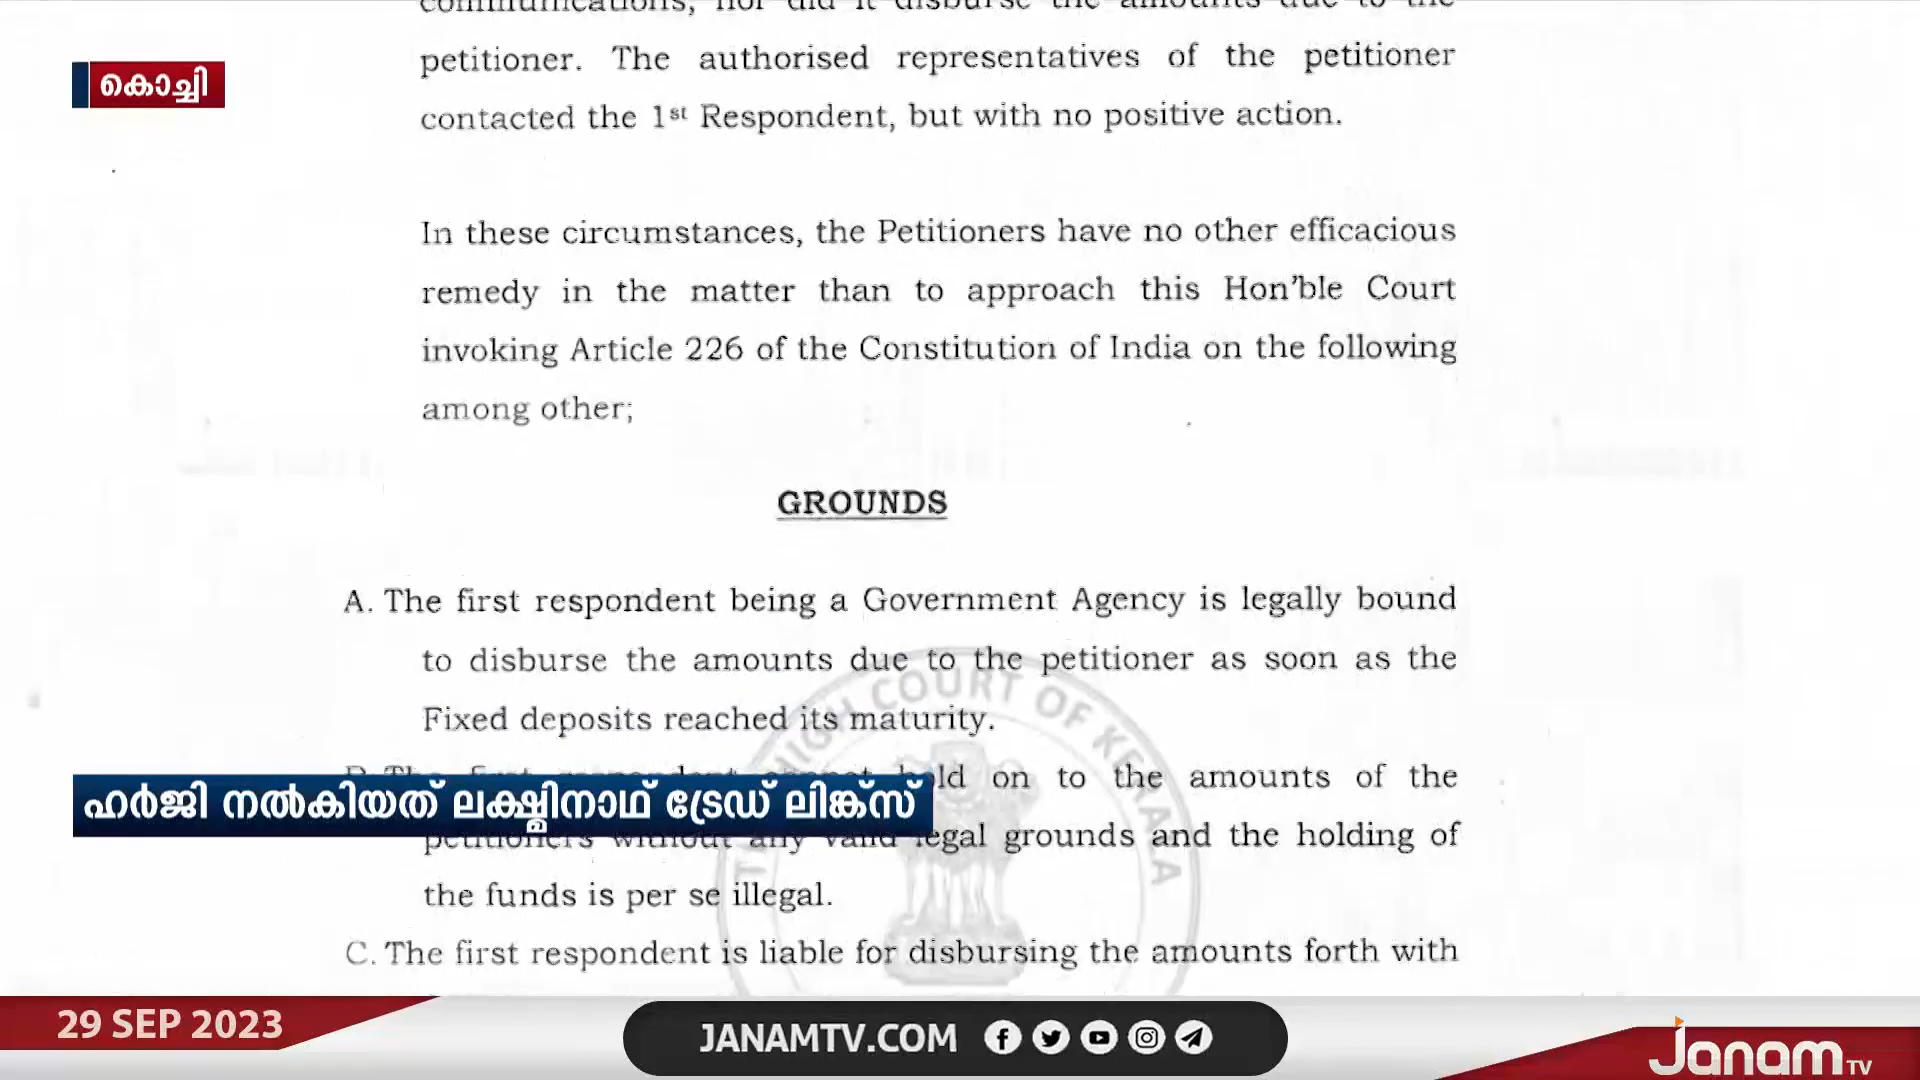 petitioner. The authorised representatives of the petitioner
contacted the 1st Respondent, but with no positive action.
കൊച്ചി
In these circumstances, the Petitioners have no other efficacious
remedy in the matter than to approach this Hon'ble Court
invoking Article 226 of the Constitution of India on the following
among other;
GROUNDS
A. The first respondent being a Government Agency is legally bound
to disburse the amounts due to the petitioner as soon as the
Fixed deposits reached its maturity.
on to the amounts of the
ഹർജി നൽകിയത് ലക്ഷ്മിനാഥ് ട്രേഡ് ലിങ്ക്സ്
legal grounds and the holding of
the funds is per se illegal.
C. The first respondent is liable for disbursing the amounts forth with
HIGH COURT OF KERALA
29 SEP 2023
JANAMTV.COM
Janam TV